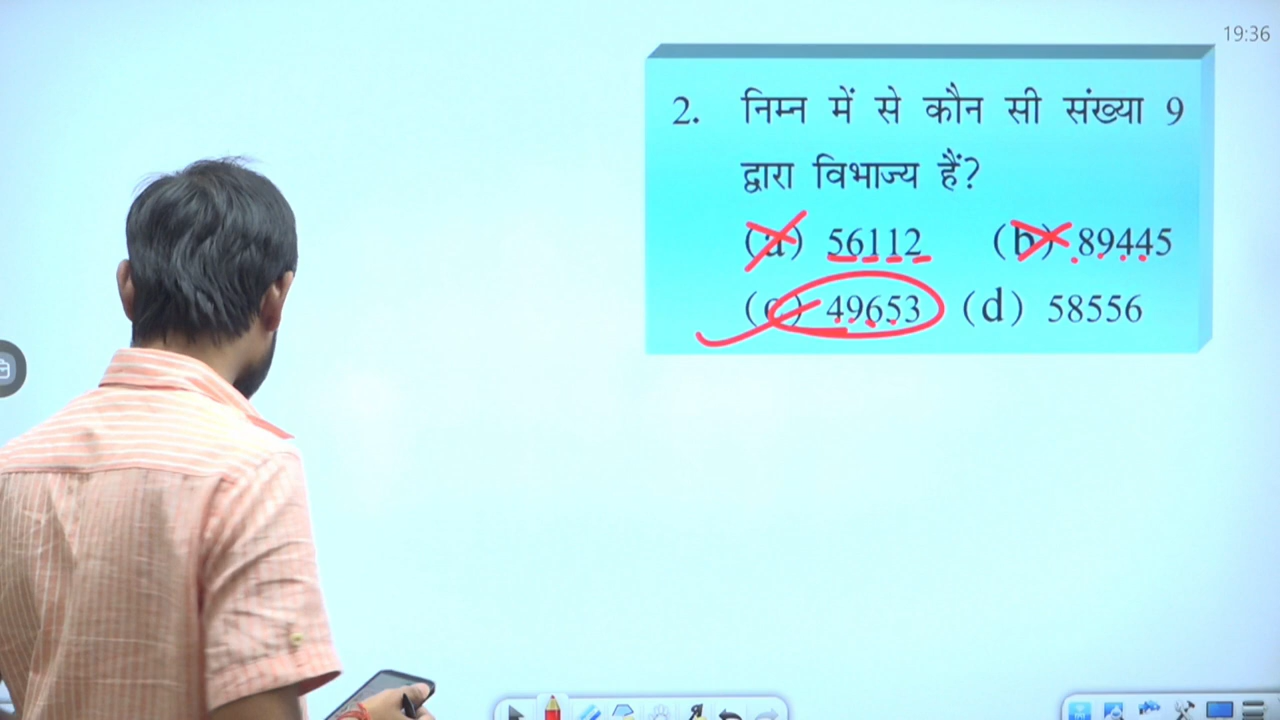 19:36
2. निम्न में से कौन सी संख्या 9
द्वारा विभाज्य हैं?
(a) 56112 (b) 89445
(c) 49653 (d) 58556